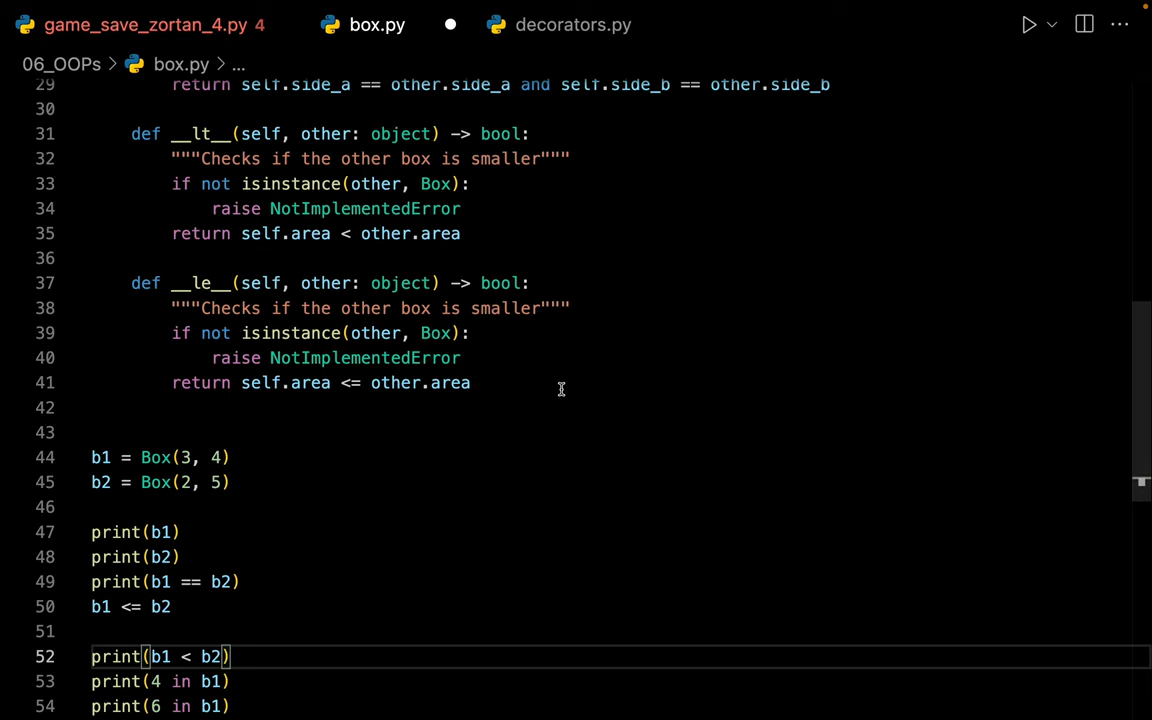 game_save_zortan_4.py 4 box.py decorators.py
06_OOPs > box.py > ...
29 return self.side_a == other.side_a and self.side_b == other.side_b
30
31 def __lt__(self, other: object) -> bool:
32 """Checks if the other box is smaller"""
33 if not isinstance(other, Box):
34 raise NotImplementedError
35 return self.area < other.area
36
37 def __le__(self, other: object) -> bool:
38 """Checks if the other box is smaller"""
39 if not isinstance(other, Box):
40 raise NotImplementedError
41 return self.area <= other.area
42
43
44 b1 = Box(3, 4)
45 b2 = Box(2, 5)
46
47 print(b1)
48 print(b2)
49 print(b1 == b2)
50 b1 <= b2
51
52 print(b1 < b2)
53 print(4 in b1)
54 print(6 in b1)